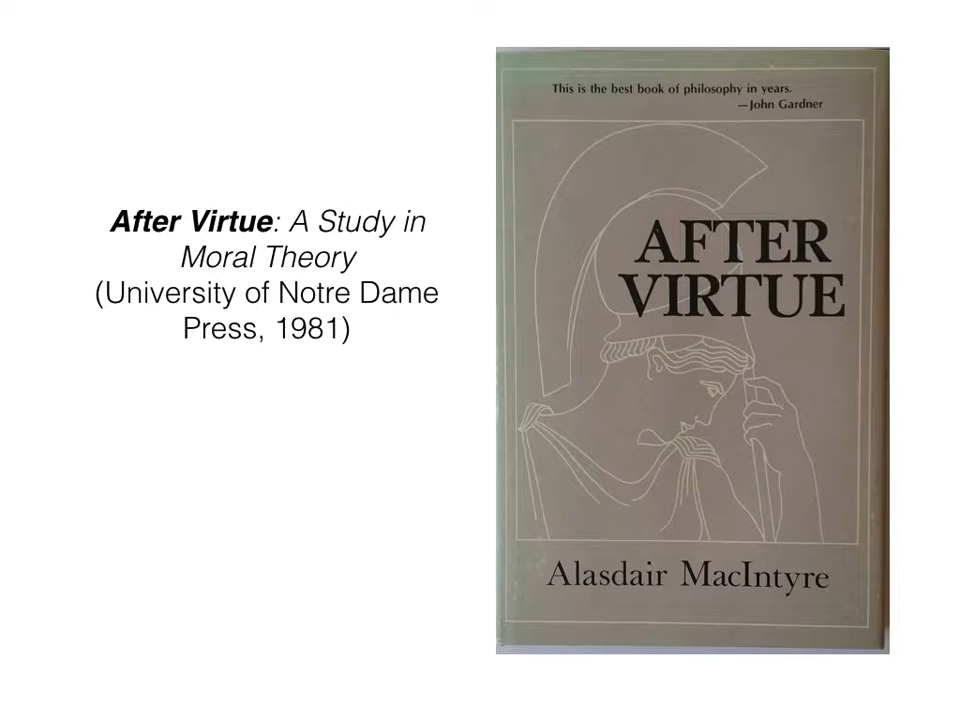 After Virtue: A Study in
Moral Theory
(University of Notre Dame
Press, 1981)
This is the best book of philosophy in years.
—John Gardner
AFTER
VIRTUE
Alasdair MacIntyre